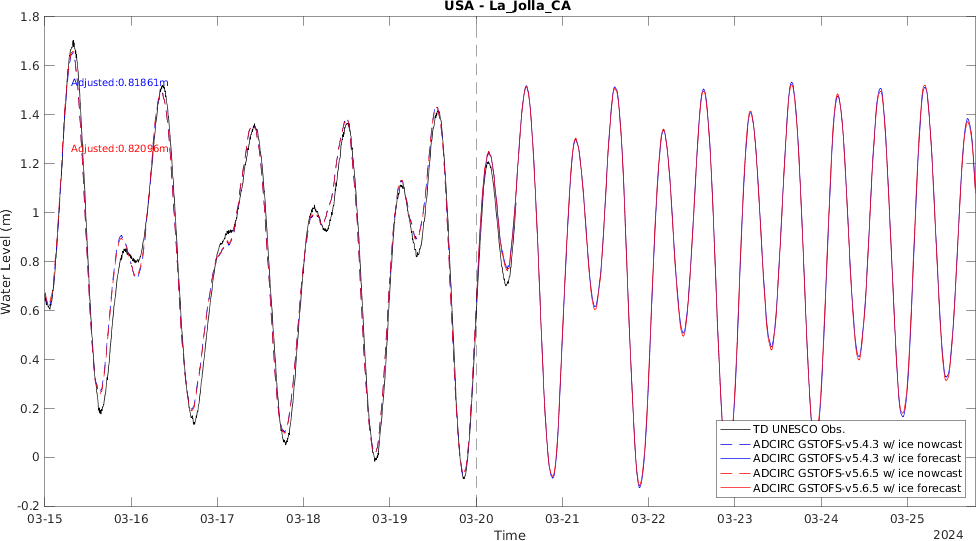 USA - La_Jolla_CA
1.8
1.6
1.4
1.2
1
0.8
0.6
0.4
0.2
0
-0.2
Water Level (m)
Adjusted:0.81861m
Adjusted:0.82096m
TD UNESCO Obs.
ADCIRC GSTOFS-v5.4.3 w/ ice nowcast
ADCIRC GSTOFS-v5.4.3 w/ ice forecast
ADCIRC GSTOFS-v5.6.5 w/ ice nowcast
ADCIRC GSTOFS-v5.6.5 w/ ice forecast
03-15 03-16 03-17 03-18 03-19 03-20 03-21 03-22 03-23 03-24 03-25
Time
2024